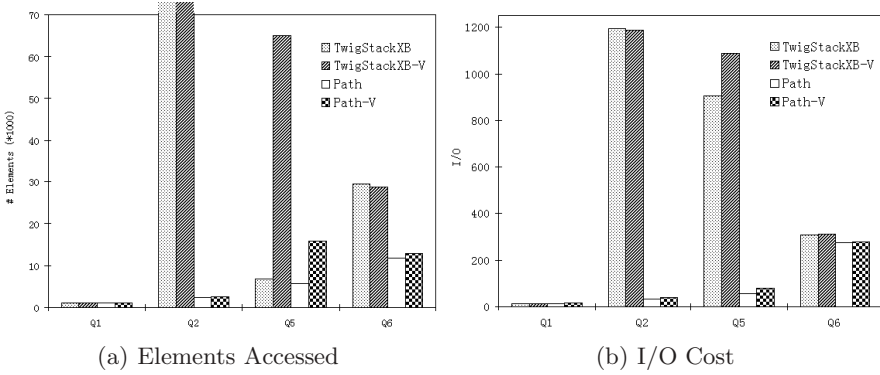 70
60
50
40
30
20
10
0
# Elements (*1000)
TwigStackXB
TwigStackXB-V
Path
Path-V
Q1 Q2 Q5 Q6
(a) Elements Accessed
1200
1000
800
600
400
200
0
I/O
TwigStackXB
TwigStackXB-V
Path
Path-V
Q1 Q2 Q5 Q6
(b) I/O Cost